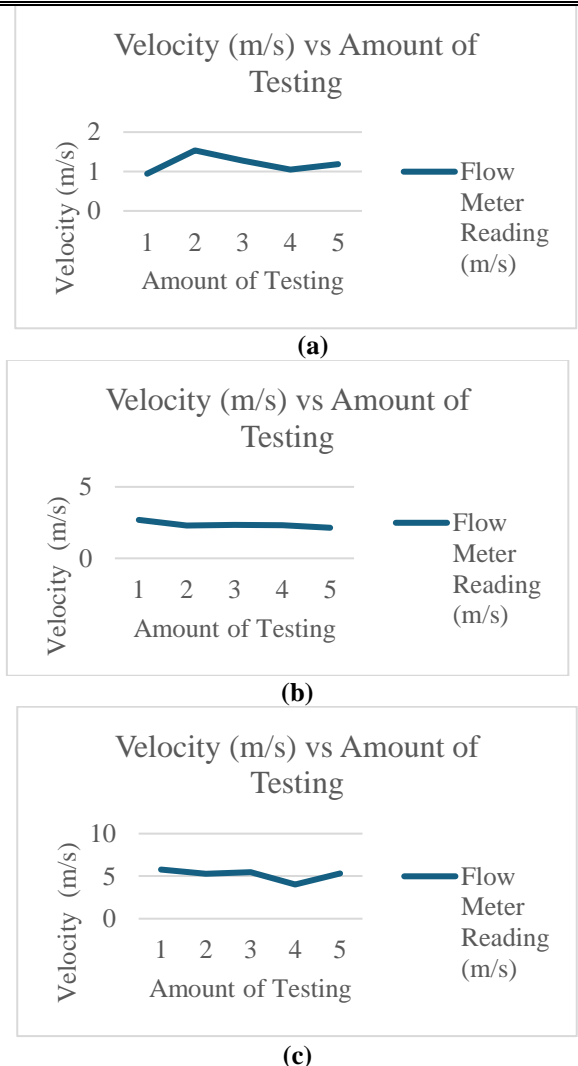 Velocity (m/s) vs Amount of
Testing
2
1
0
1 2 3 4 5
Velocity (m/s)
Amount of Testing
Flow
Meter
Reading
(m/s)
(a)
Velocity (m/s) vs Amount of
Testing
5
0
1 2 3 4 5
Velocity (m/s)
Amount of Testing
Flow
Meter
Reading
(m/s)
(b)
Velocity (m/s) vs Amount of
Testing
10
5
0
1 2 3 4 5
Velocity (m/s)
Amount of Testing
Flow
Meter
Reading
(m/s)
(c)